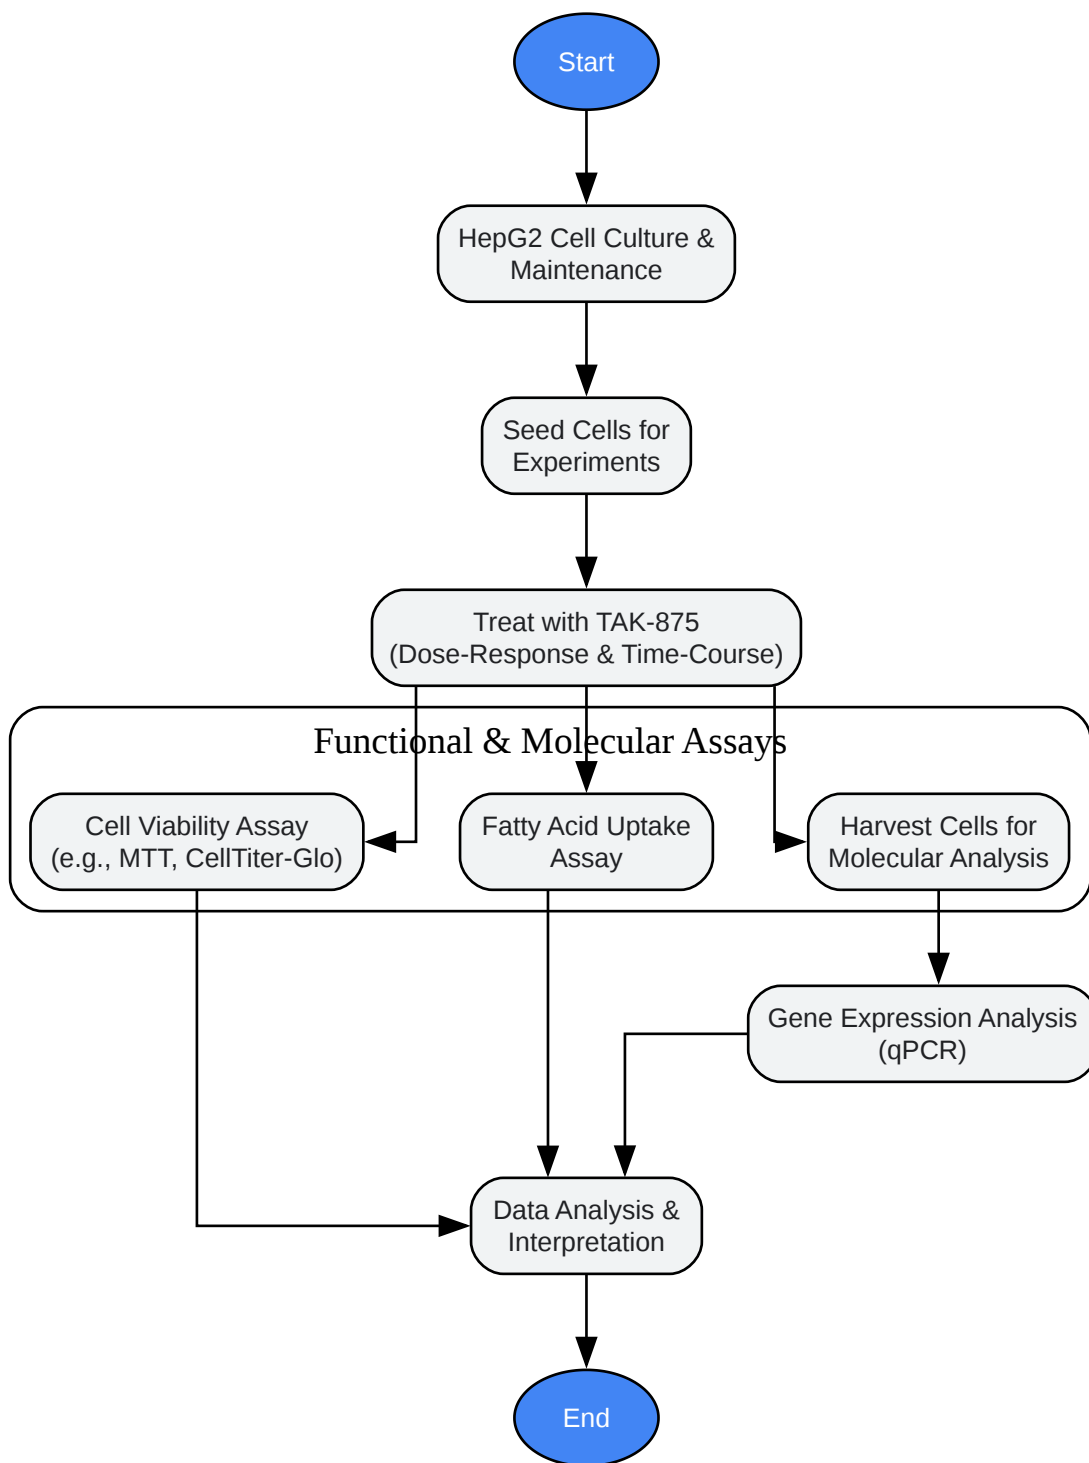 Start
HepG2 Cell Culture &
Maintenance
Seed Cells for
Experiments
Treat with TAK-875
(Dose-Response & Time-Course)
Functional & Molecular Assays
Cell Viability Assay
(e.g., MTT, CellTiter-Glo)
Fatty Acid Uptake
Assay
Harvest Cells for
Molecular Analysis
Gene Expression Analysis
(qPCR)
Data Analysis &
Interpretation
End